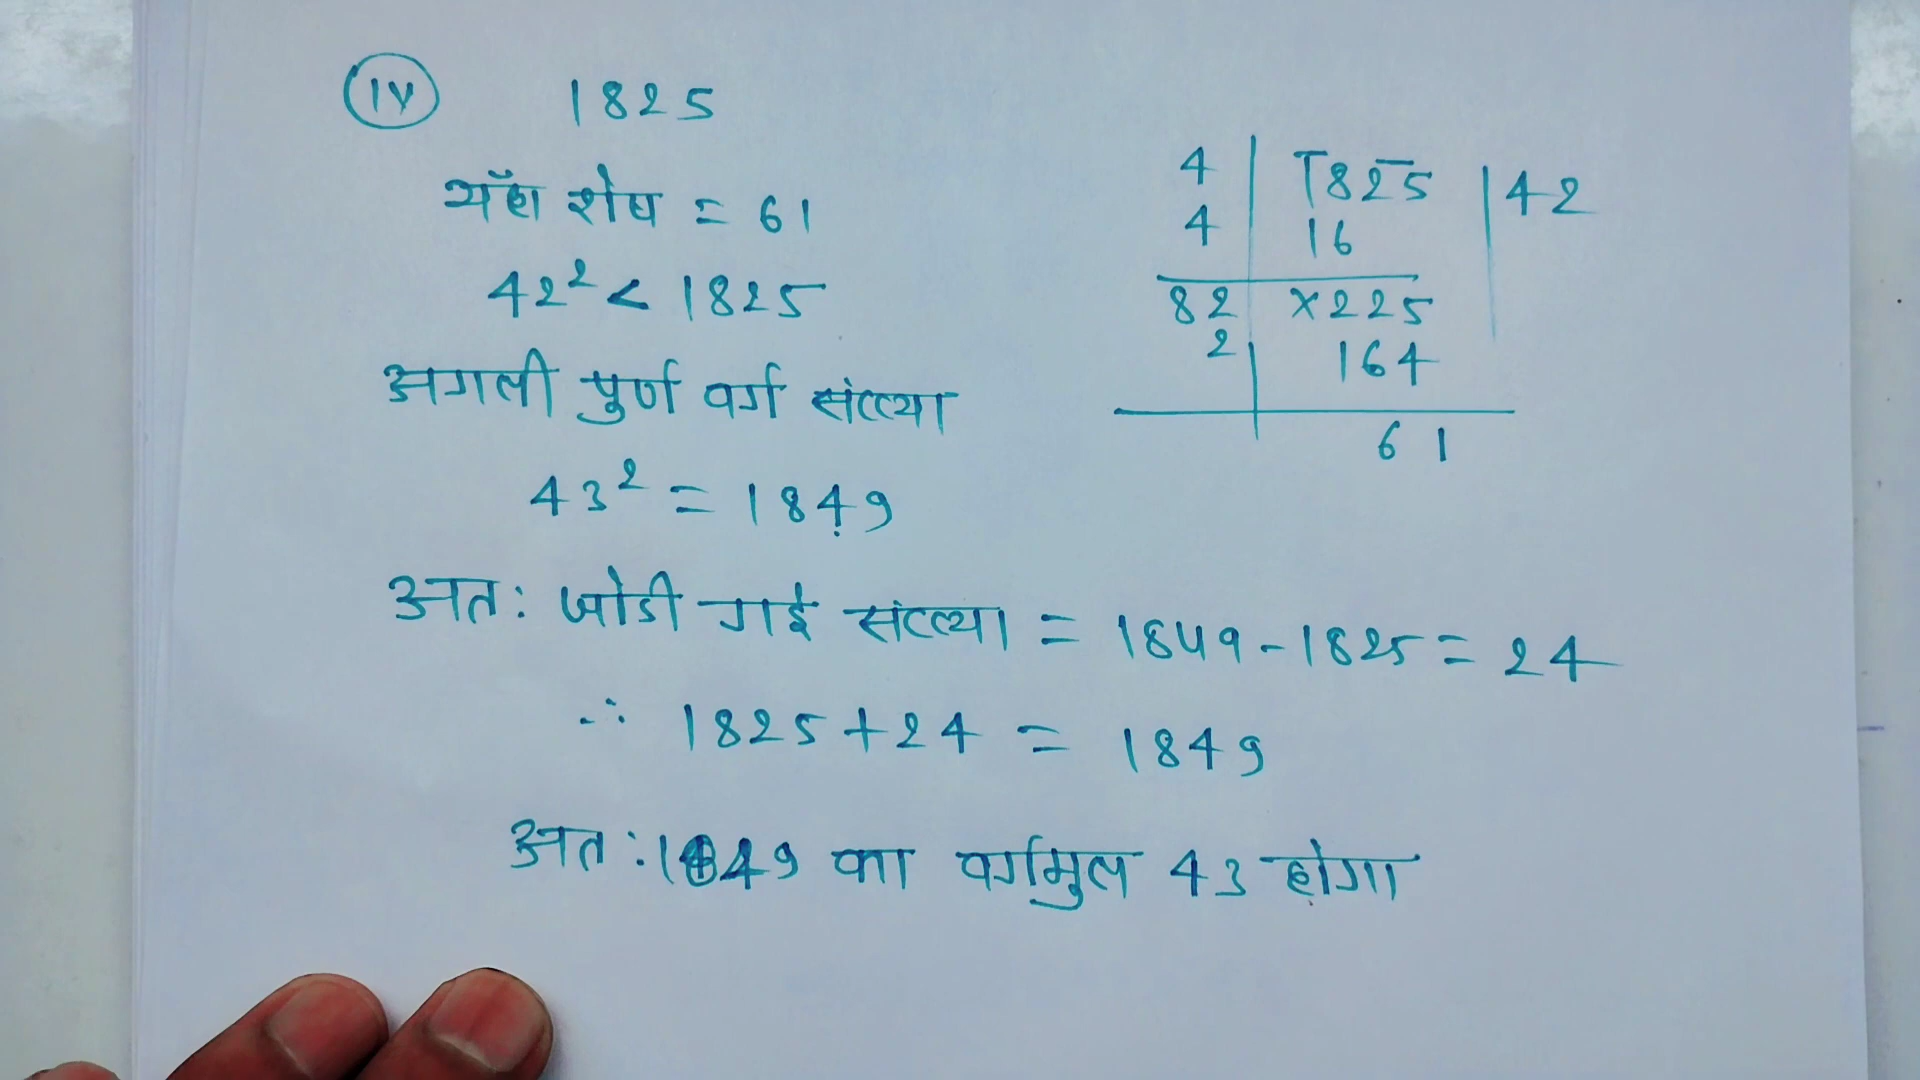 (iv) 1825
यहाँ शेष = 61
42² < 1825
अगली पुर्ण वर्ग संख्या
43² = 1849
4 | 1825 | 42
4 | 16
82 | ×225
2 | 164
61
अत: जोडी गई संख्या = 1849 - 1825 = 24
∴ 1825 + 24 = 1849
अत: 1849 का वर्गमुल 43 होगा